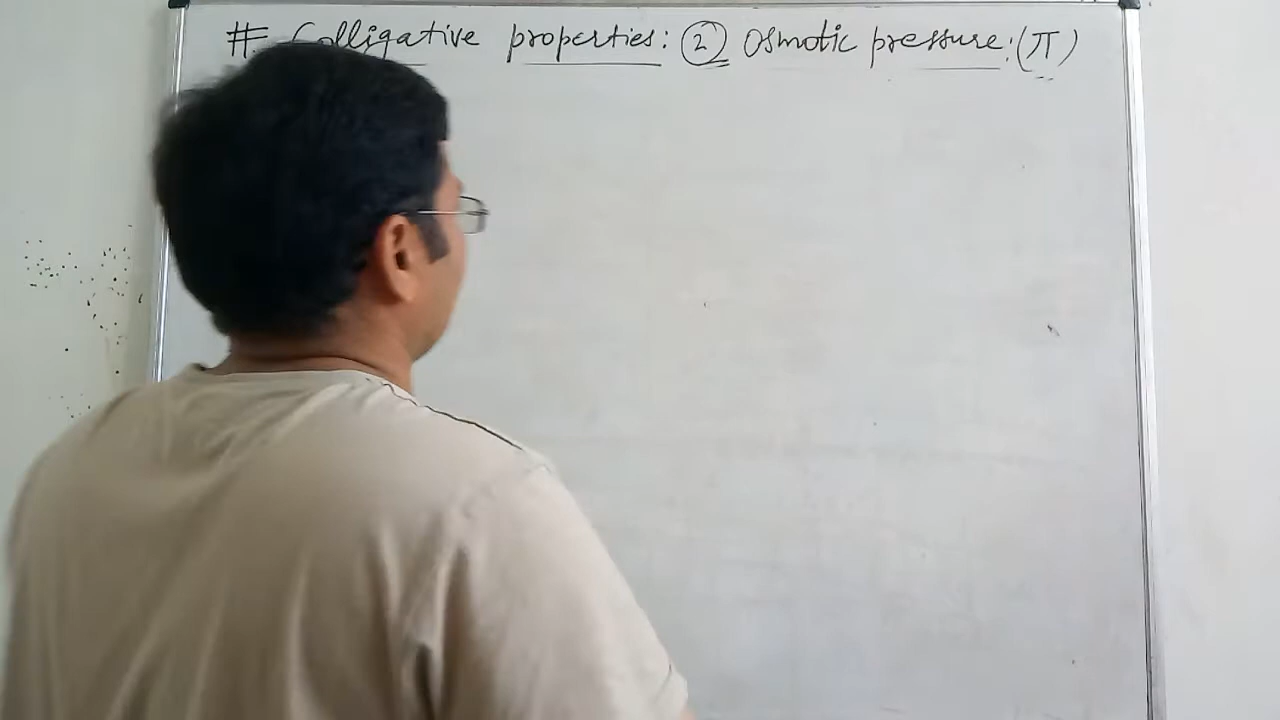 # Colligative properties: ② Osmotic pressure:(π)